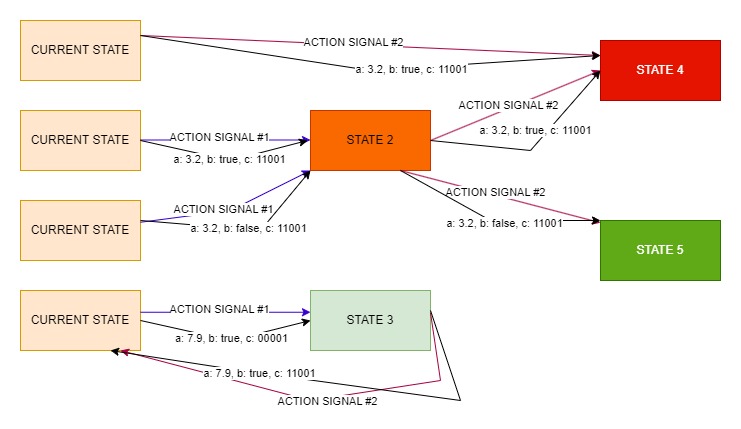 CURRENT STATE
ACTION SIGNAL #2
a: 3.2, b: true, c: 11001
STATE 4
CURRENT STATE
ACTION SIGNAL #1
a: 3.2, b: true, c: 11001
STATE 2
ACTION SIGNAL #2
a: 3.2, b: true, c: 11001
CURRENT STATE
ACTION SIGNAL #1
a: 3.2, b: false, c: 11001
ACTION SIGNAL #2
a: 3.2, b: false, c: 11001
STATE 5
CURRENT STATE
ACTION SIGNAL #1
a: 7.9, b: true, c: 00001
STATE 3
a: 7.9, b: true, c: 11001
ACTION SIGNAL #2